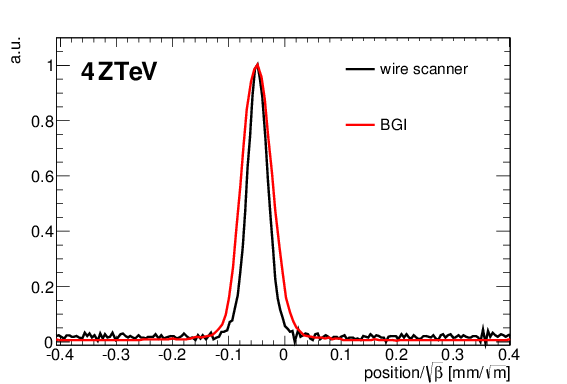 a.u.
4 ZTeV
wire scanner
BGI
1
0.8
0.6
0.4
0.2
0
-0.4 -0.3 -0.2 -0.1 0 0.1 0.2 0.3 0.4
position/√β [mm/√m]